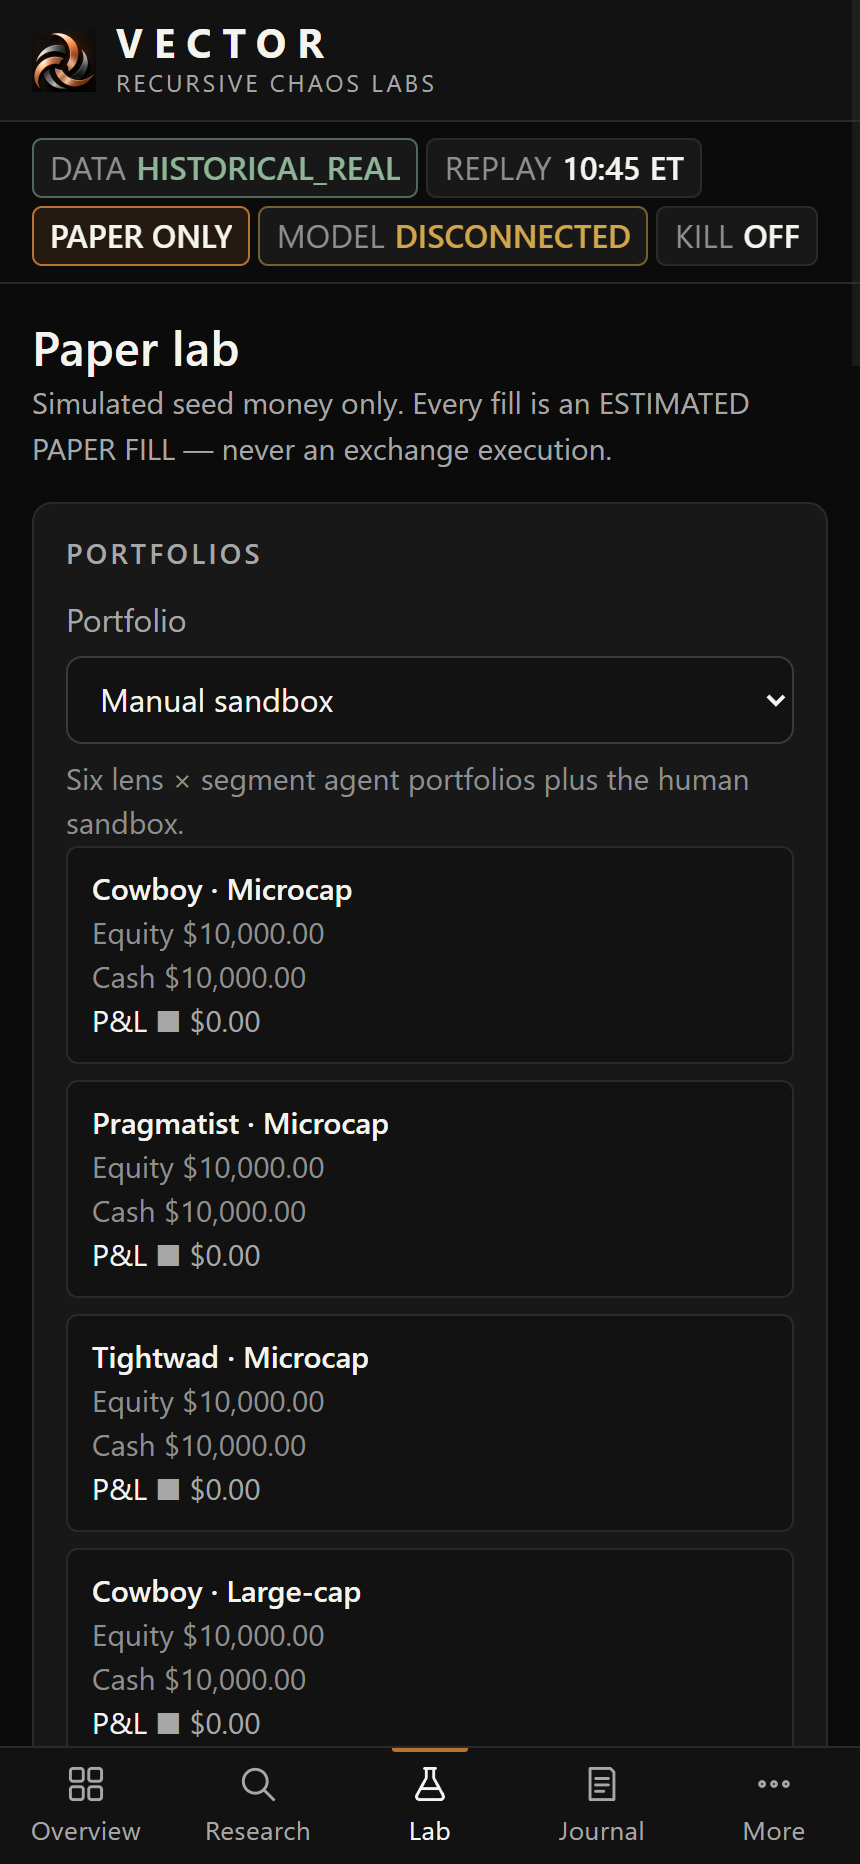 VECTOR
RECURSIVE CHAOS LABS
DATA HISTORICAL_REAL
REPLAY 10:45 ET
PAPER ONLY
MODEL DISCONNECTED
KILL OFF
Paper lab
Simulated seed money only. Every fill is an ESTIMATED
PAPER FILL — never an exchange execution.
PORTFOLIOS
Portfolio
Manual sandbox
Six lens × segment agent portfolios plus the human
sandbox.
Cowboy · Microcap
Equity $10,000.00
Cash $10,000.00
P&L ■ $0.00
Pragmatist · Microcap
Equity $10,000.00
Cash $10,000.00
P&L ■ $0.00
Tightwad · Microcap
Equity $10,000.00
Cash $10,000.00
P&L ■ $0.00
Cowboy · Large-cap
Equity $10,000.00
Cash $10,000.00
P&L ■ $0.00
Overview
Research
Lab
Journal
More